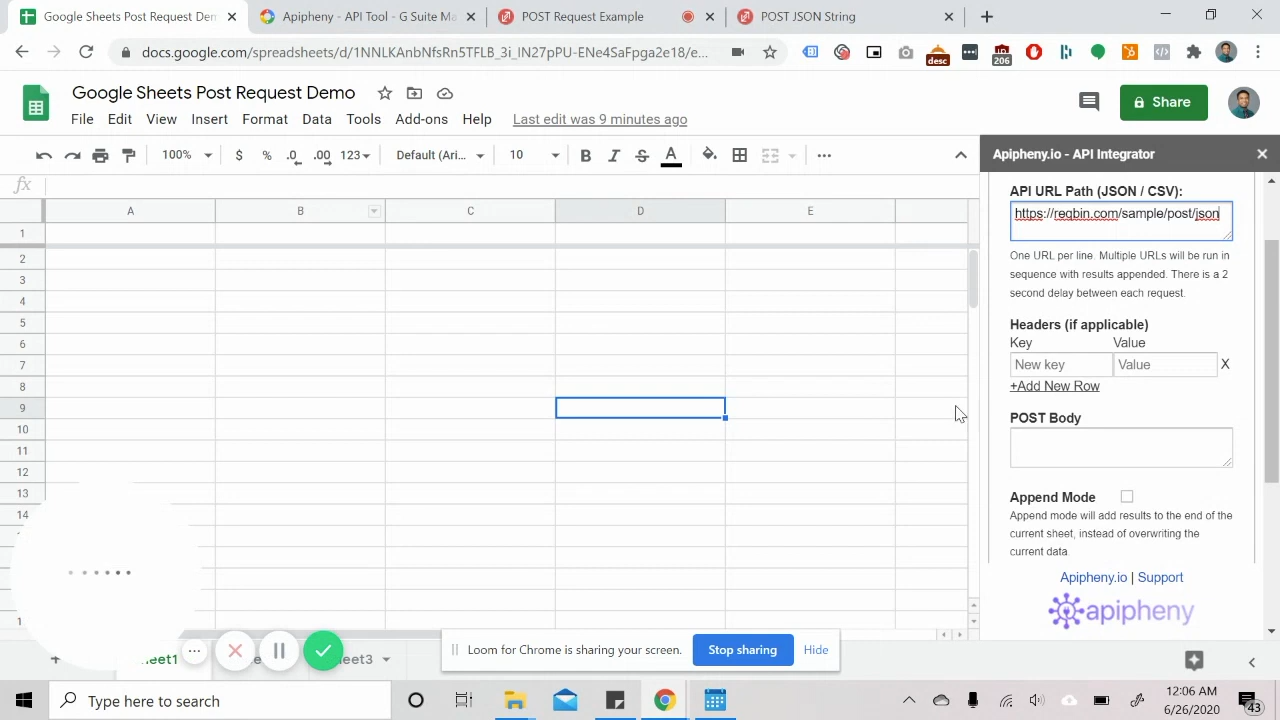 Google Sheets Post Request Dem
Apipheny - API Tool - G Suite Ma
POST Request Example
POST JSON String
docs.google.com/spreadsheets/d/1NNLKAnbNfsRn5TFLB_3i_IN27pPU-ENe4SaFpga2e18/e...
desc
206
Google Sheets Post Request Demo
File Edit View Insert Format Data Tools Add-ons Help Last edit was 9 minutes ago
Share
100% $ % .0 .00 123 Default (Ari... 10 B I S A
fx
Apipheny.io - API Integrator
A B C D E
1
2
3
4
5
6
7
8
9
10
11
12
13
14
API URL Path (JSON / CSV):
https://reqbin.com/sample/post/json
One URL per line. Multiple URLs will be run in
sequence with results appended. There is a 2
second delay between each request.
Headers (if applicable)
Key Value
New key Value X
+Add New Row
POST Body
Append Mode
Append mode will add results to the end of the
current sheet, instead of overwriting the
current data.
Apipheny.io | Support
apipheny
Loom for Chrome is sharing your screen.
Stop sharing
Hide
heet1
eet3
Type here to search
12:06 AM
6/26/2020
43